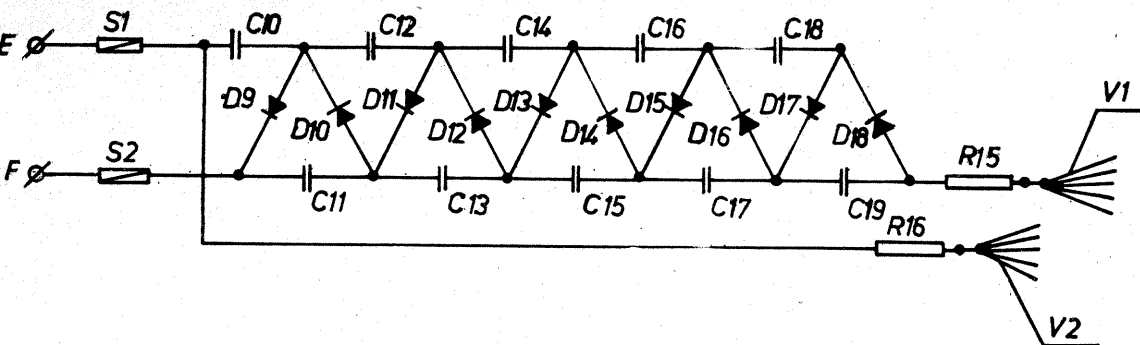 E S1 C10 C12 C14 C16 C18
D9 D10 D11 D12 D13 D14 D15 D16 D17 D18 V1
F S2 C11 C13 C15 C17 C19 R15
R16
V2